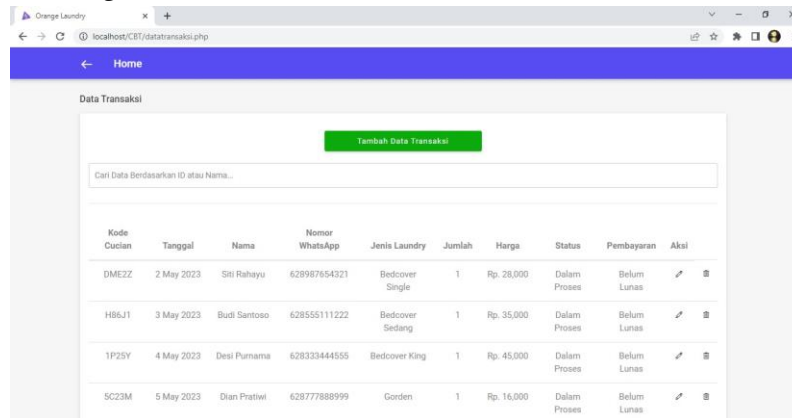 Orange Laundry
localhost/CBT/datatransaksi.php
Home
Data Transaksi
Tambah Data Transaksi
Cari Data Berdasarkan ID atau Nama...
Kode Cucian Tanggal Nama Nomor WhatsApp Jenis Laundry Jumlah Harga Status Pembayaran Aksi
DME2Z 2 May 2023 Siti Rahayu 628987654321 Bedcover Single 1 Rp. 28,000 Dalam Proses Belum Lunas
H86J1 3 May 2023 Budi Santoso 628555111222 Bedcover Sedang 1 Rp. 35,000 Dalam Proses Belum Lunas
1P25Y 4 May 2023 Desi Purnama 628333444555 Bedcover King 1 Rp. 45,000 Dalam Proses Belum Lunas
5C23M 5 May 2023 Dian Pratiwi 628777888999 Gorden 1 Rp. 16,000 Dalam Proses Belum Lunas